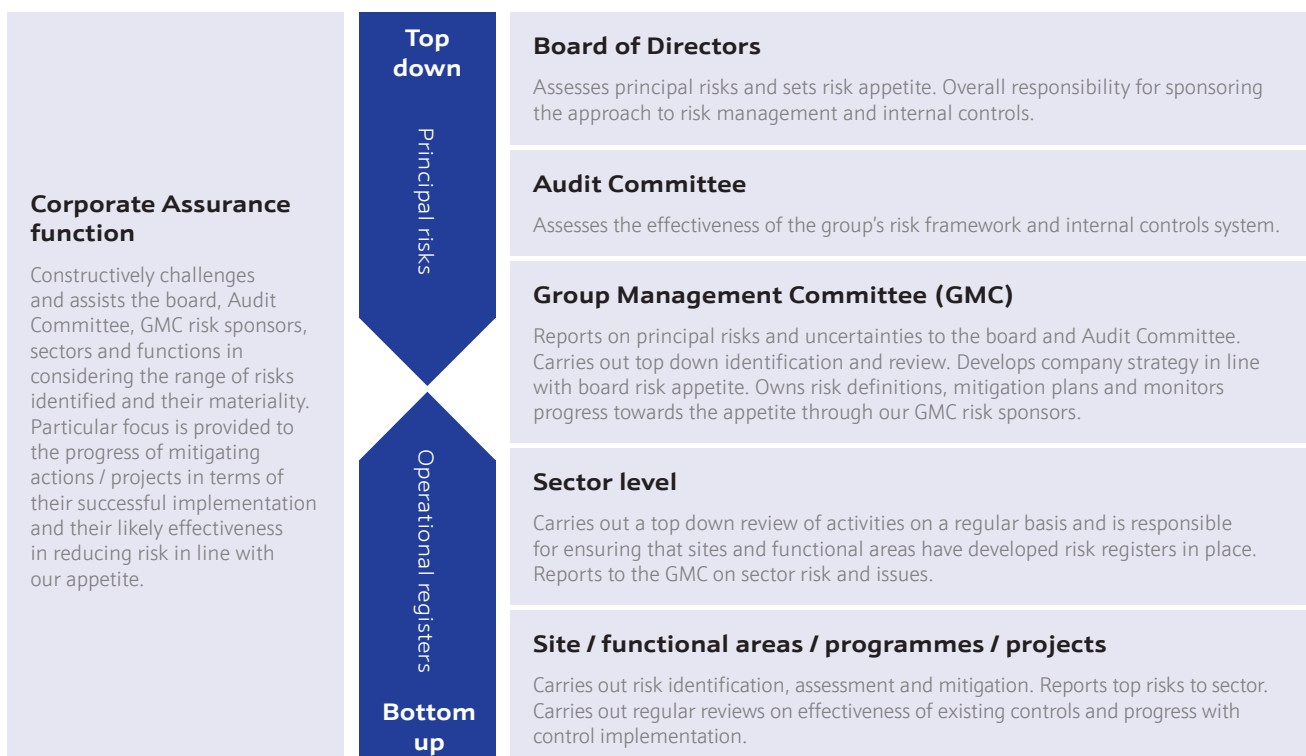 Corporate Assurance
function
Constructively challenges
and assists the board, Audit
Committee, GMC risk sponsors,
sectors and functions in
considering the range of risks
identified and their materiality.
Particular focus is provided to
the progress of mitigating
actions / projects in terms of
their successful implementation
and their likely effectiveness
in reducing risk in line with
our appetite.
Top
down
Principal risks
Operational registers
Bottom
up
Board of Directors
Assesses principal risks and sets risk appetite. Overall responsibility for sponsoring
the approach to risk management and internal controls.
Audit Committee
Assesses the effectiveness of the group's risk framework and internal controls system.
Group Management Committee (GMC)
Reports on principal risks and uncertainties to the board and Audit Committee.
Carries out top down identification and review. Develops company strategy in line
with board risk appetite. Owns risk definitions, mitigation plans and monitors
progress towards the appetite through our GMC risk sponsors.
Sector level
Carries out a top down review of activities on a regular basis and is responsible
for ensuring that sites and functional areas have developed risk registers in place.
Reports to the GMC on sector risk and issues.
Site / functional areas / programmes / projects
Carries out risk identification, assessment and mitigation. Reports top risks to sector.
Carries out regular reviews on effectiveness of existing controls and progress with
control implementation.